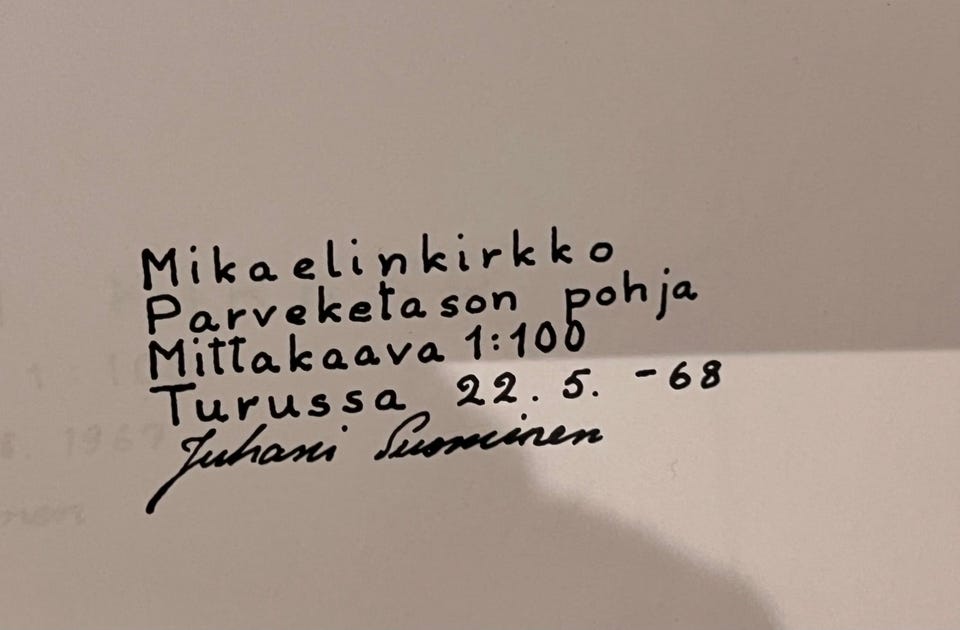 Mikaelinkirkko
Parveketason pohja
Mittakaava 1:100
Turussa 22. 5. -68
Juhani Suominen